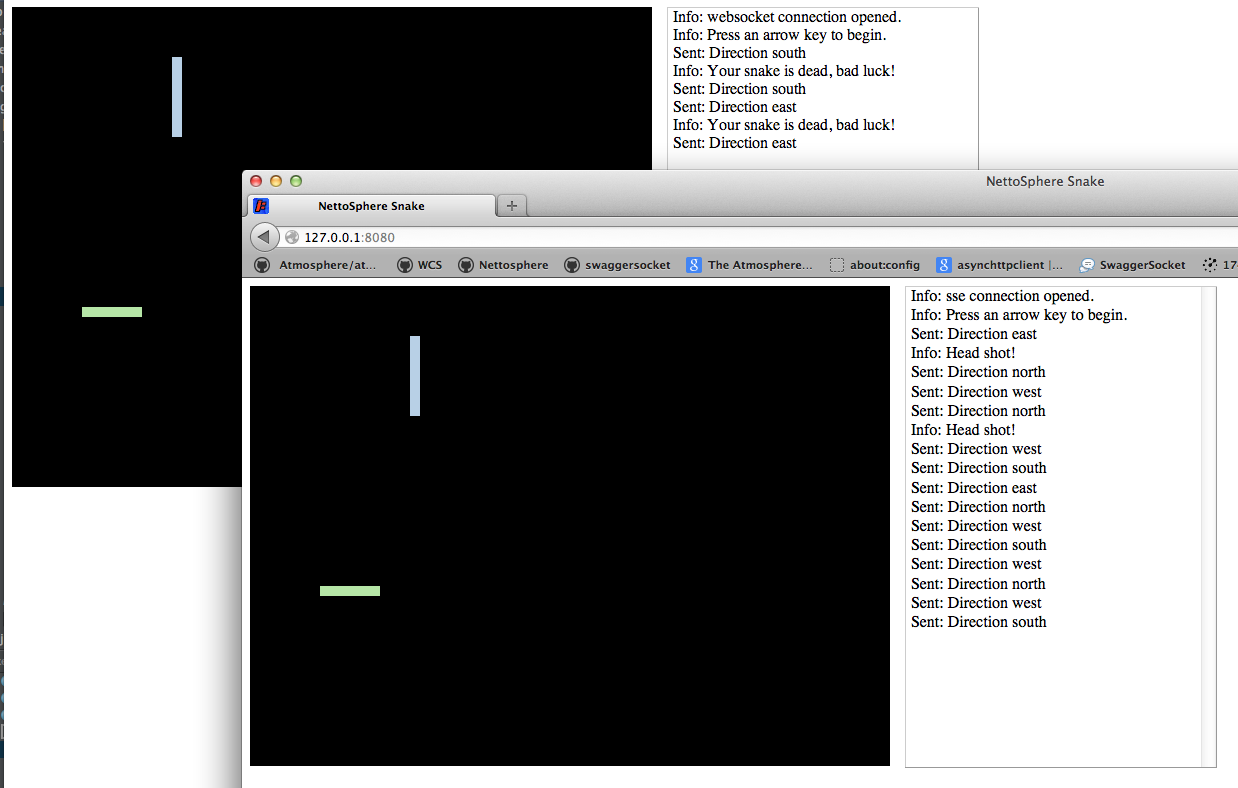 Info: websocket connection opened.
Info: Press an arrow key to begin.
Sent: Direction south
Info: Your snake is dead, bad luck!
Sent: Direction south
Sent: Direction east
Info: Your snake is dead, bad luck!
Sent: Direction east
NettoSphere Snake
NettoSphere Snake
127.0.0.1:8080
Atmosphere/at... WCS Nettosphere swaggersocket The Atmosphere... about:config asynchttpclient |... SwaggerSocket 17
Info: sse connection opened.
Info: Press an arrow key to begin.
Sent: Direction east
Info: Head shot!
Sent: Direction north
Sent: Direction west
Sent: Direction north
Info: Head shot!
Sent: Direction west
Sent: Direction south
Sent: Direction east
Sent: Direction north
Sent: Direction west
Sent: Direction south
Sent: Direction west
Sent: Direction north
Sent: Direction west
Sent: Direction south